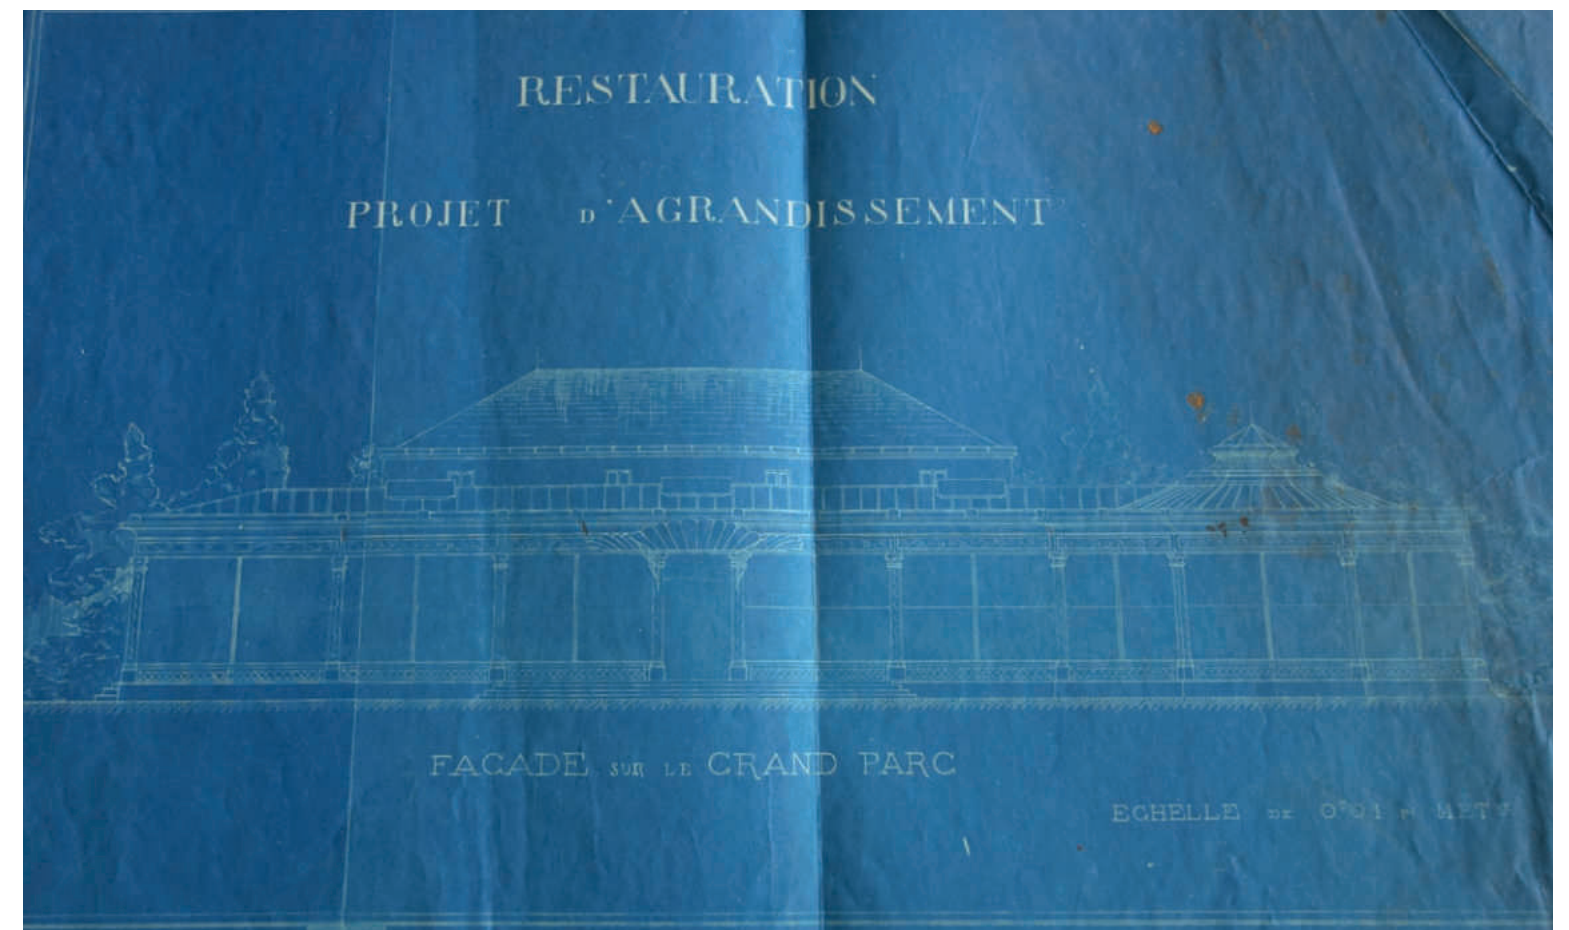 RESTAURATION
PROJET D'AGRANDISSEMENT
FACADE SUR LE GRAND PARC
ECHELLE DE